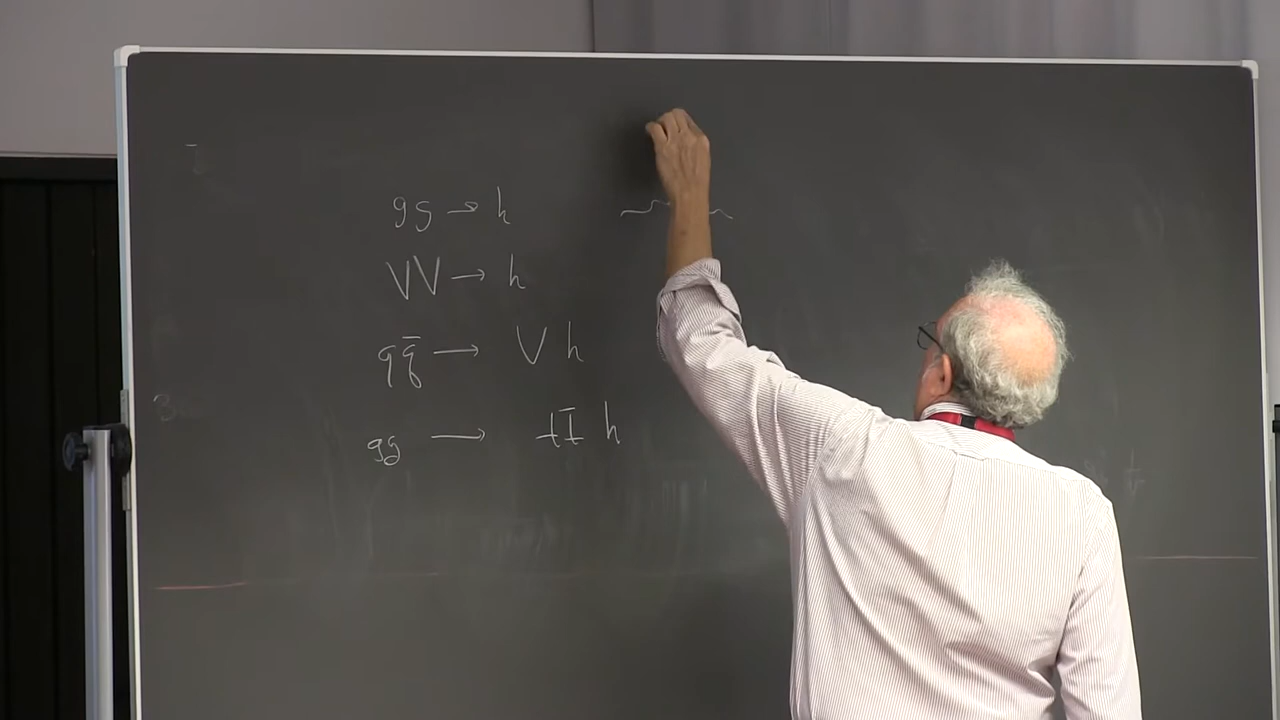 gg → h
VV → h
qq̅ → V h
gg → tt̅ h